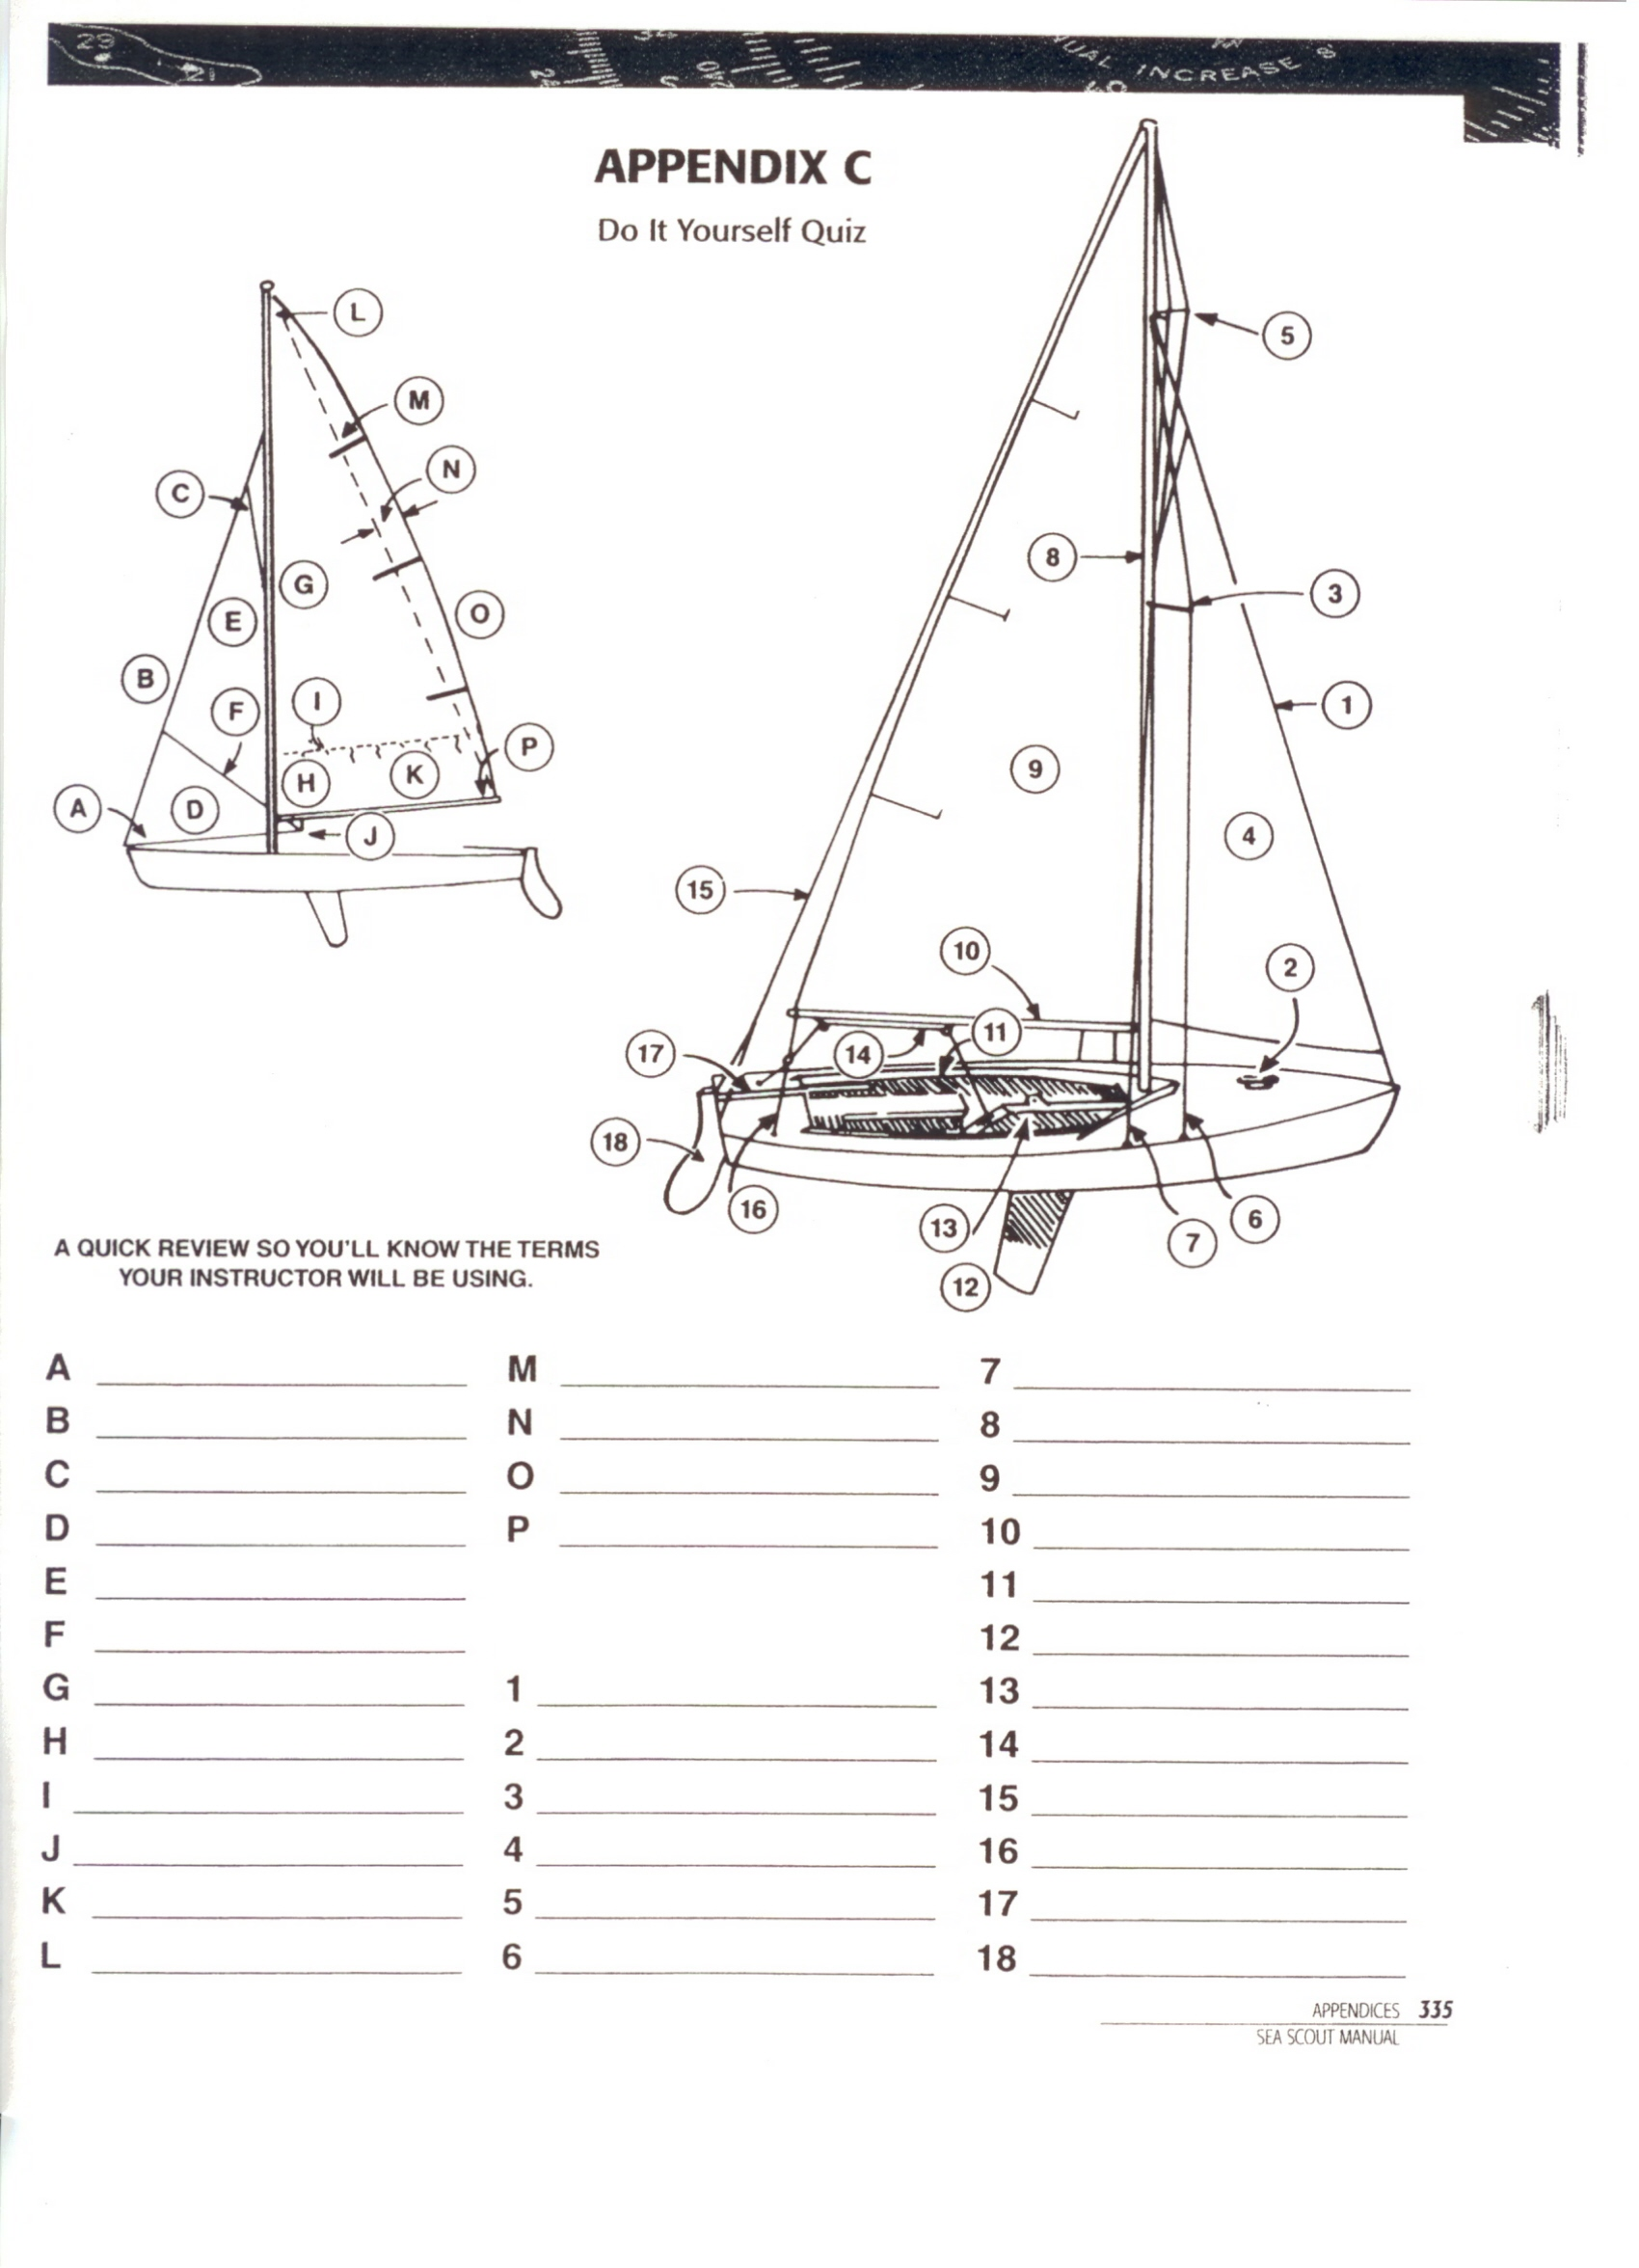 29
UAL INCREASE
APPENDIX C
Do It Yourself Quiz
L
M
N
C
G
E
O
B
F
I
P
H
K
A
D
J
5
8
3
1
9
4
15
10
2
11
17
14
18
16
13
6
7
12
A QUICK REVIEW SO YOU'LL KNOW THE TERMS
YOUR INSTRUCTOR WILL BE USING.
A
B
C
D
E
F
G
H
I
J
K
L
M
N
O
P
1
2
3
4
5
6
7
8
9
10
11
12
13
14
15
16
17
18
APPENDICES 335
SEA SCOUT MANUAL